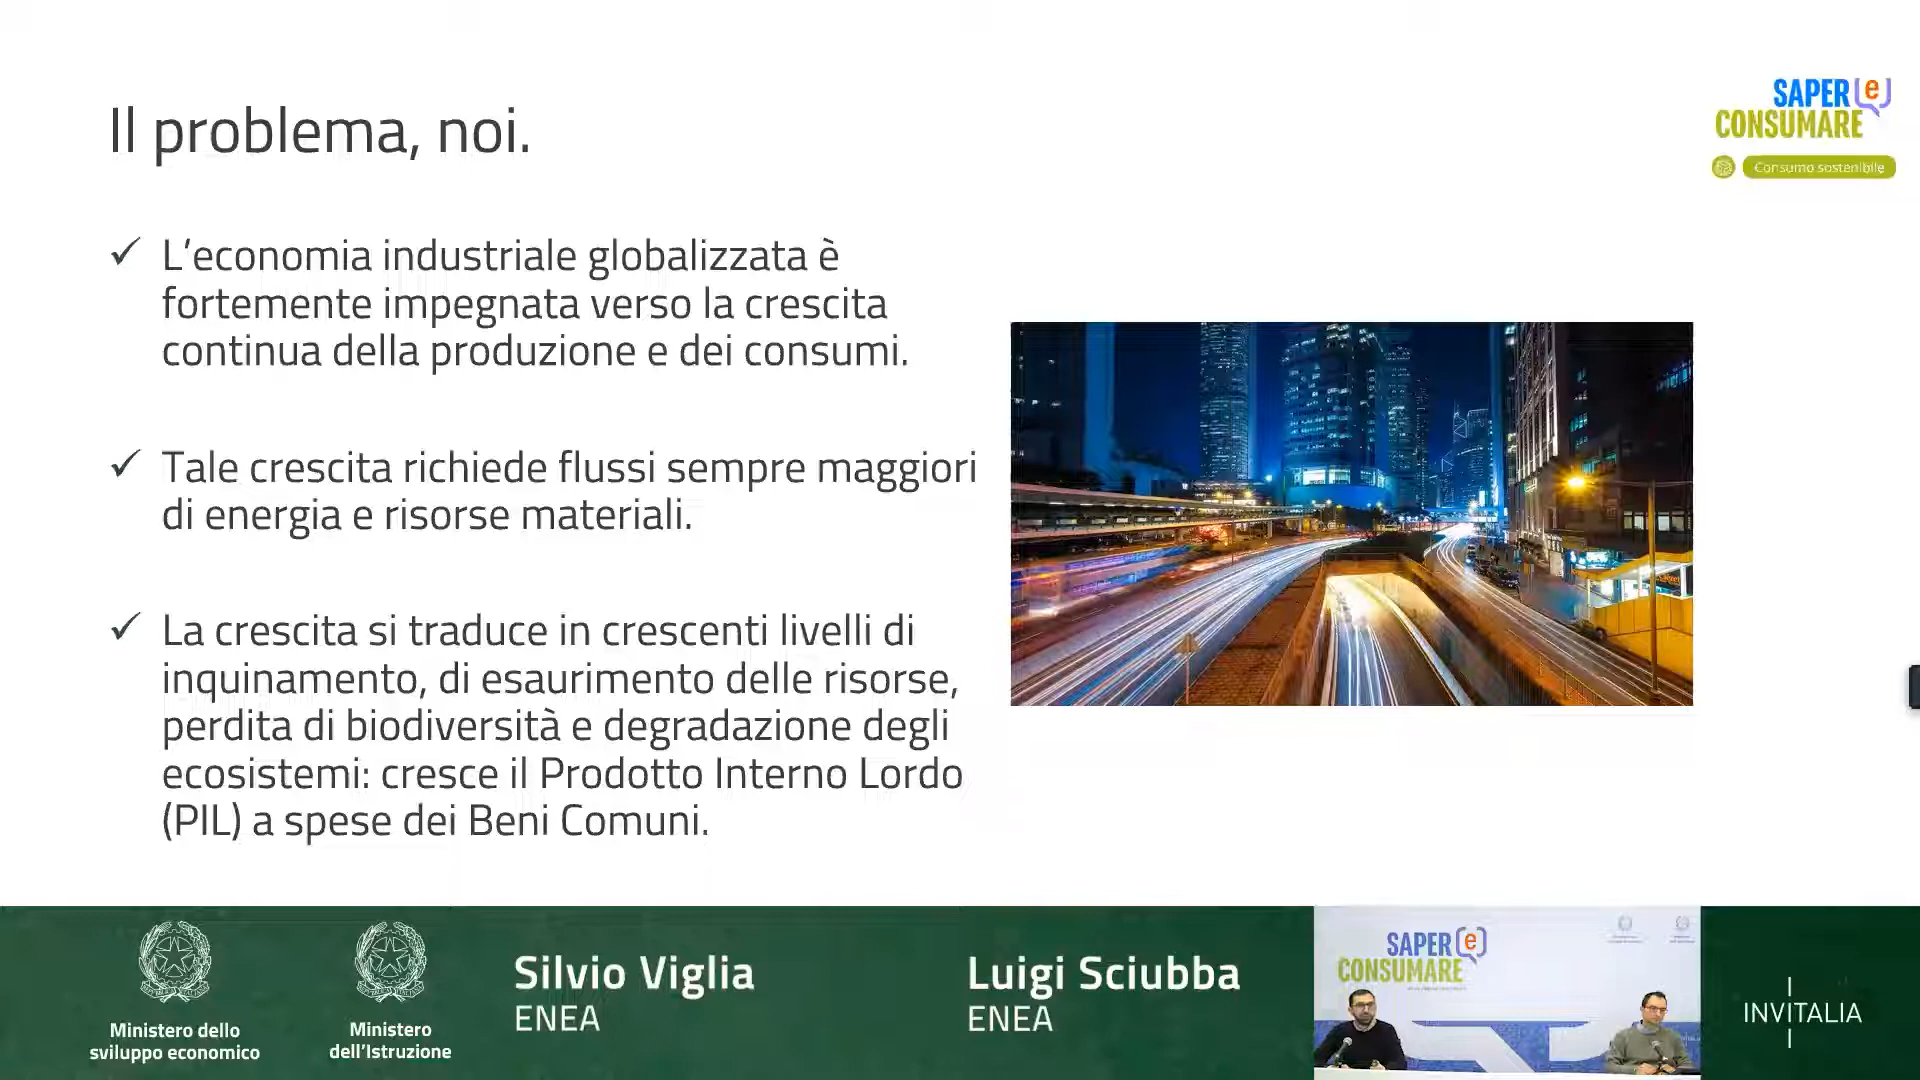 Il problema, noi.
SAPER e
CONSUMARE
Consumo sostenibile
✓ L'economia industriale globalizzata è
fortemente impegnata verso la crescita
continua della produzione e dei consumi.
✓ Tale crescita richiede flussi sempre maggiori
di energia e risorse materiali.
✓ La crescita si traduce in crescenti livelli di
inquinamento, di esaurimento delle risorse,
perdita di biodiversità e degradazione degli
ecosistemi: cresce il Prodotto Interno Lordo
(PIL) a spese dei Beni Comuni.
Ministero dello
sviluppo economico
Ministero
dell'Istruzione
Silvio Viglia
ENEA
Luigi Sciubba
ENEA
SAPER e
CONSUMARE
INVITALIA